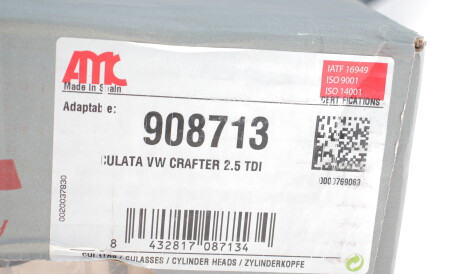 AMC
Made In Spain
IATF 16949
ISO 9001
ISO 14001
CERTIFICATIONS
Adaptable:
908713
CULATA VW CRAFTER 2.5 TDI
0000769063
0020037830
8 432817 087134
CULATAS / CULASSES / CYLINDER HEADS / ZYLINDERKOPFE